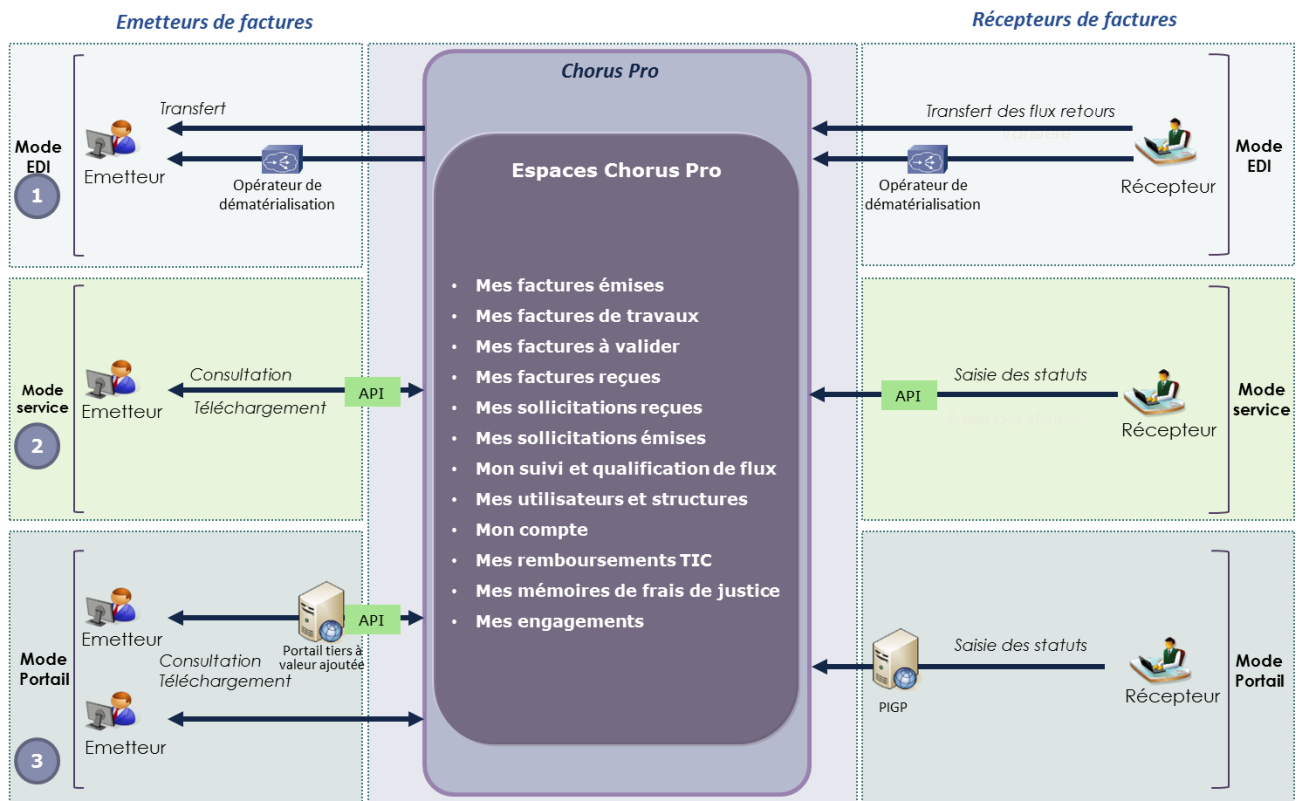 Emetteurs de factures
Récepteurs de factures
Chorus Pro
Mode
EDI
1
Emetteur
Transfert
Opérateur de
dématérialisation
Espaces Chorus Pro
Transfert des flux retours
Opérateur de
dématérialisation
Récepteur
Mode
EDI
• Mes factures émises
• Mes factures de travaux
• Mes factures à valider
• Mes factures reçues
• Mes sollicitations reçues
• Mes sollicitations émises
• Mon suivi et qualification de flux
• Mes utilisateurs et structures
• Mon compte
• Mes remboursements TIC
• Mes mémoires de frais de justice
• Mes engagements
Mode
service
2
Emetteur
Consultation
Téléchargement
API
API
Saisie des statuts
Récepteur
Mode
service
Mode
Portail
3
Emetteur
Portail tiers à
valeur ajoutée
API
Consultation
Téléchargement
Emetteur
PIGP
Saisie des statuts
Récepteur
Mode
Portail